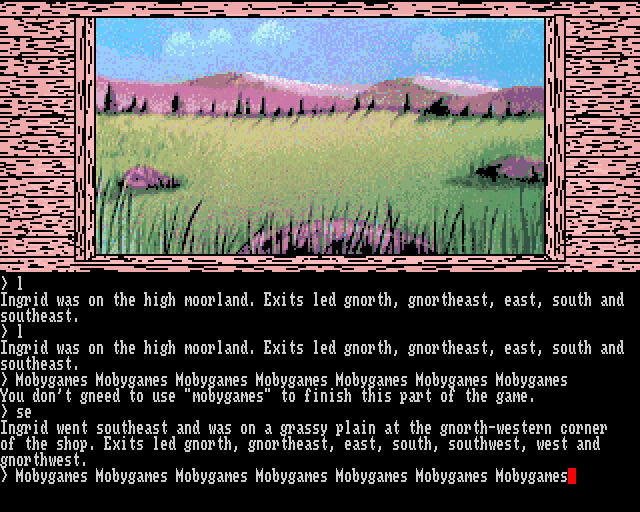 > l
Ingrid was on the high moorland. Exits led gnorth, gnortheast, east, south and
southeast.
> l
Ingrid was on the high moorland. Exits led gnorth, gnortheast, east, south and
southeast.
> Mobygames Mobygames Mobygames Mobygames Mobygames Mobygames Mobygames
You don't gneed to use "mobygames" to finish this part of the game.
> se
Ingrid went southeast and was on a grassy plain at the gnorth-western corner
of the shop. Exits led gnorth, gnortheast, east, south, southwest, west and
gnorthwest.
> Mobygames Mobygames Mobygames Mobygames Mobygames Mobygames Mobygames